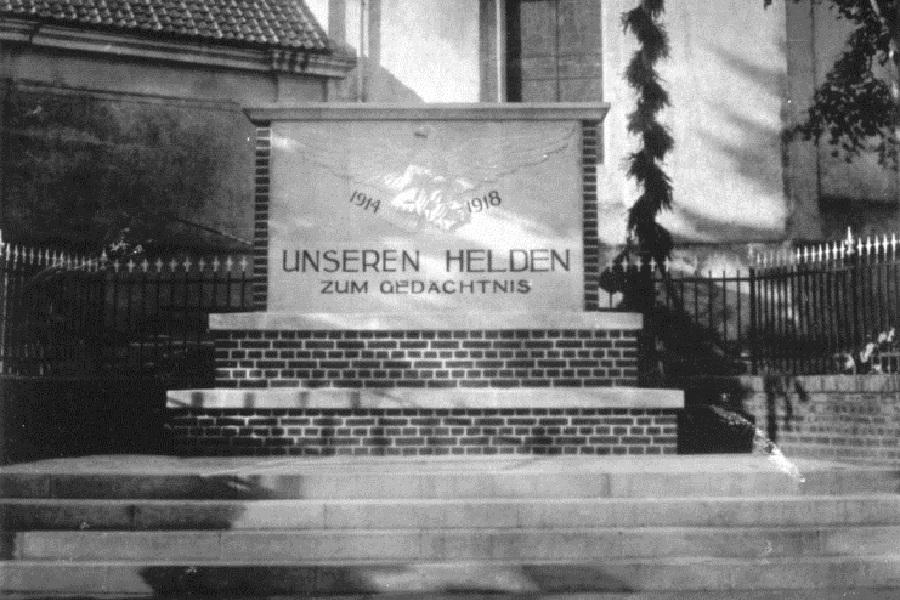 1914 1918
UNSEREN HELDEN
ZUM GEDACHTNIS